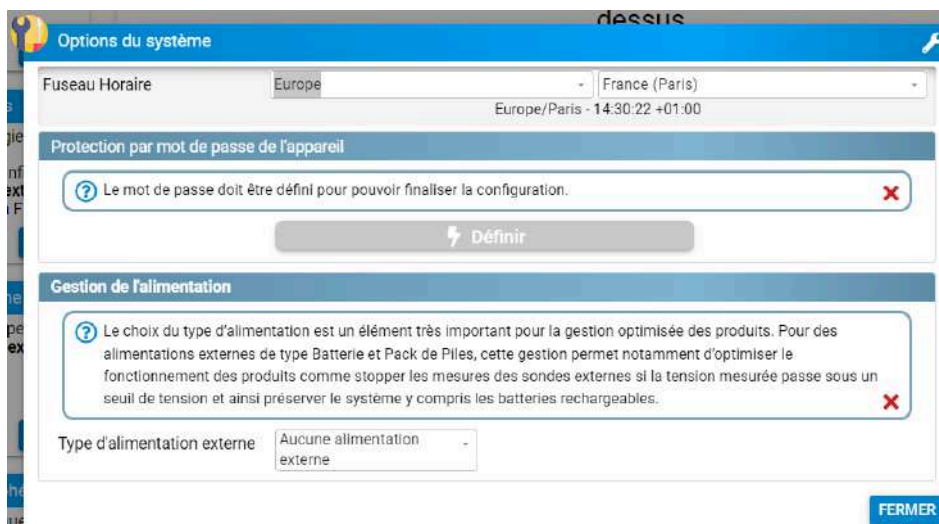 dessus
Options du système
Fuseau Horaire
Europe
France (Paris)
Europe/Paris - 14:30:22 +01:00
Protection par mot de passe de l'appareil
Le mot de passe doit être défini pour pouvoir finaliser la configuration.
Définir
Gestion de l'alimentation
Le choix du type d'alimentation est un élément très important pour la gestion optimisée des produits. Pour des
alimentations externes de type Batterie et Pack de Piles, cette gestion permet notamment d'optimiser le
fonctionnement des produits comme stopper les mesures des sondes externes si la tension mesurée passe sous un
seuil de tension et ainsi préserver le système y compris les batteries rechargeables.
Type d'alimentation externe
Aucune alimentation
externe
FERMER